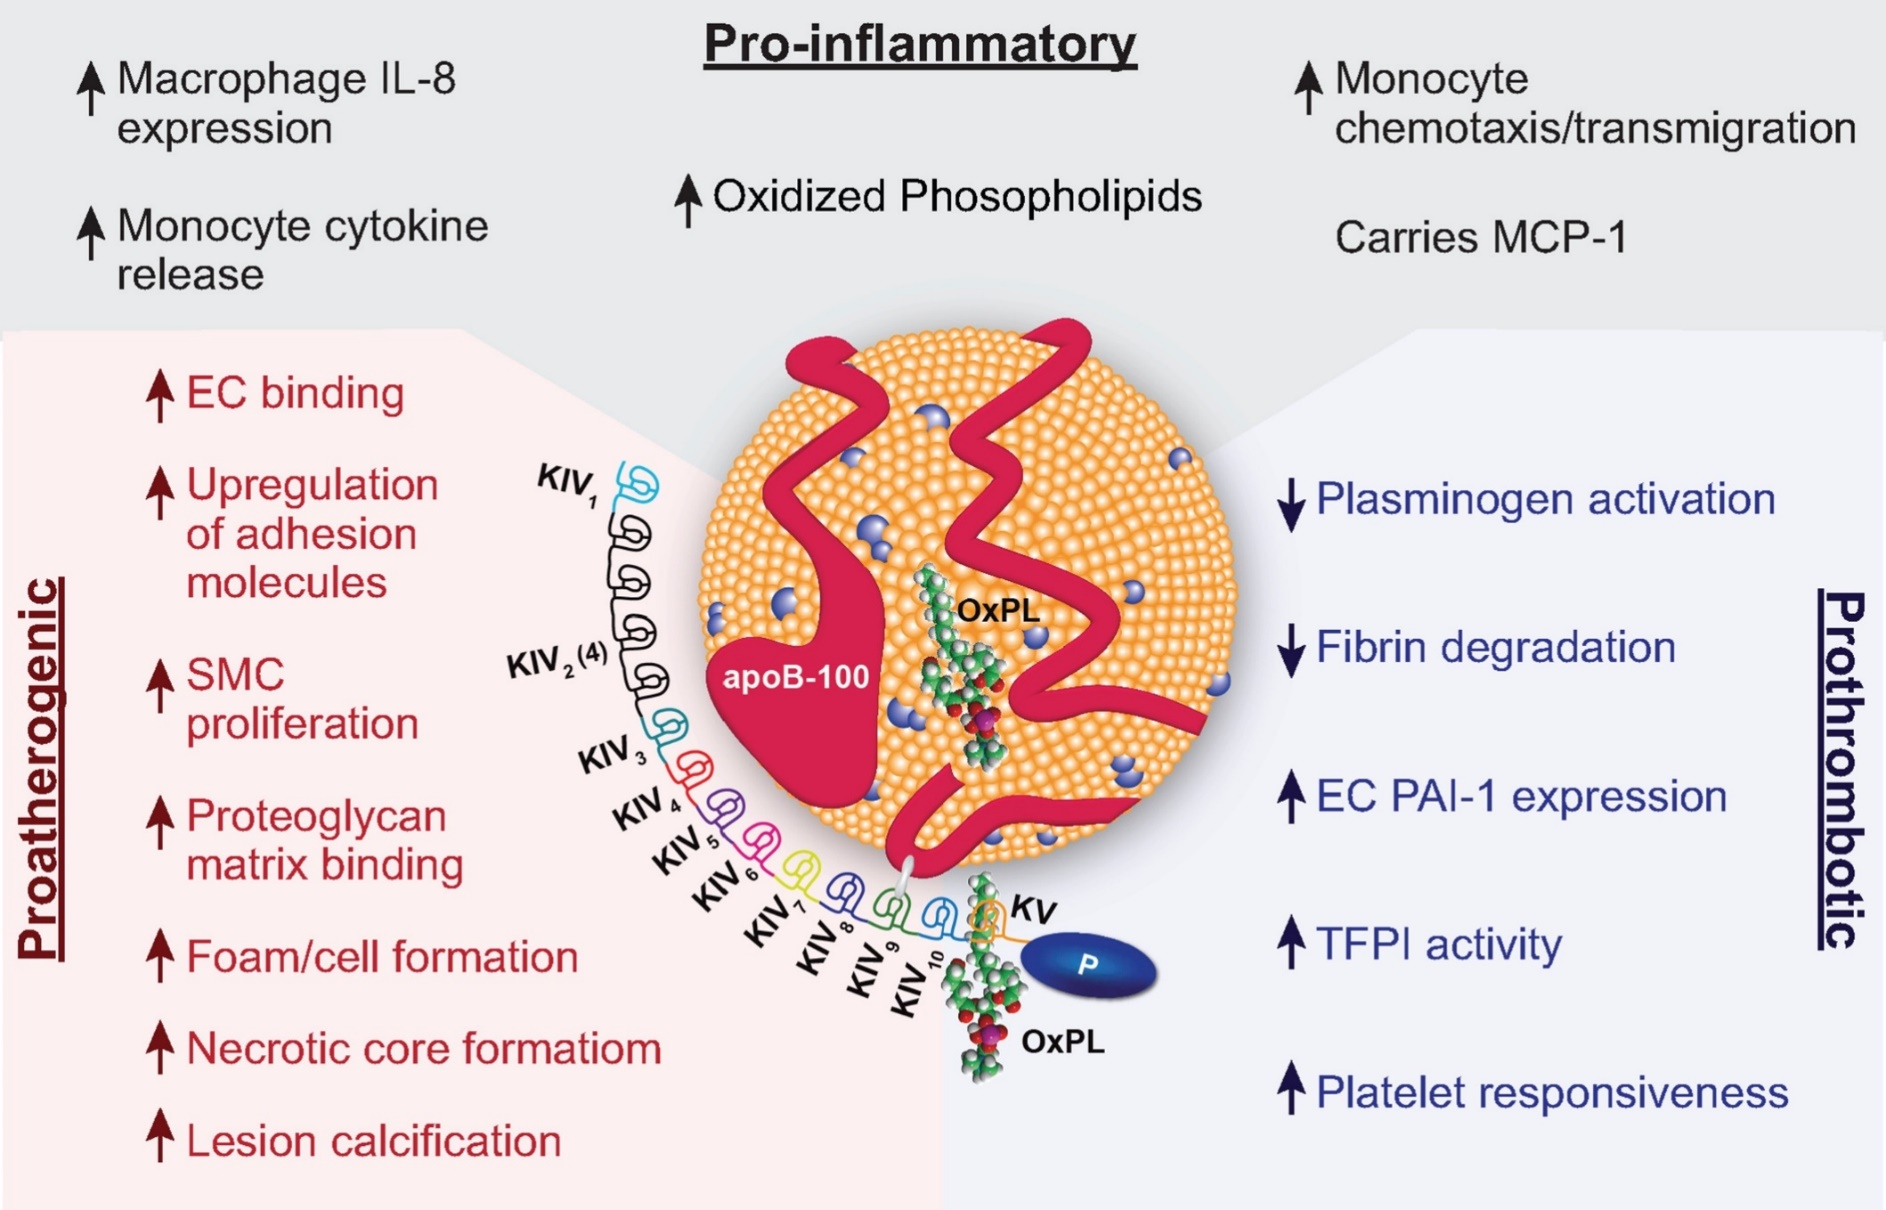 Pro-inflammatory
Macrophage IL-8
expression
Monocyte cytokine
release
Oxidized Phosopholipids
Monocyte
chemotaxis/transmigration
Carries MCP-1
Proatherogenic
EC binding
Upregulation
of adhesion
molecules
SMC
proliferation
Proteoglycan
matrix binding
Foam/cell formation
Necrotic core formatiom
Lesion calcification
KIV1
KIV2(4)
KIV3
KIV4
KIV5
KIV6
KIV7
KIV8
KIV9
KIV10
KV
P
OxPL
apoB-100
OxPL
Prothrombotic
Plasminogen activation
Fibrin degradation
EC PAI-1 expression
TFPI activity
Platelet responsiveness